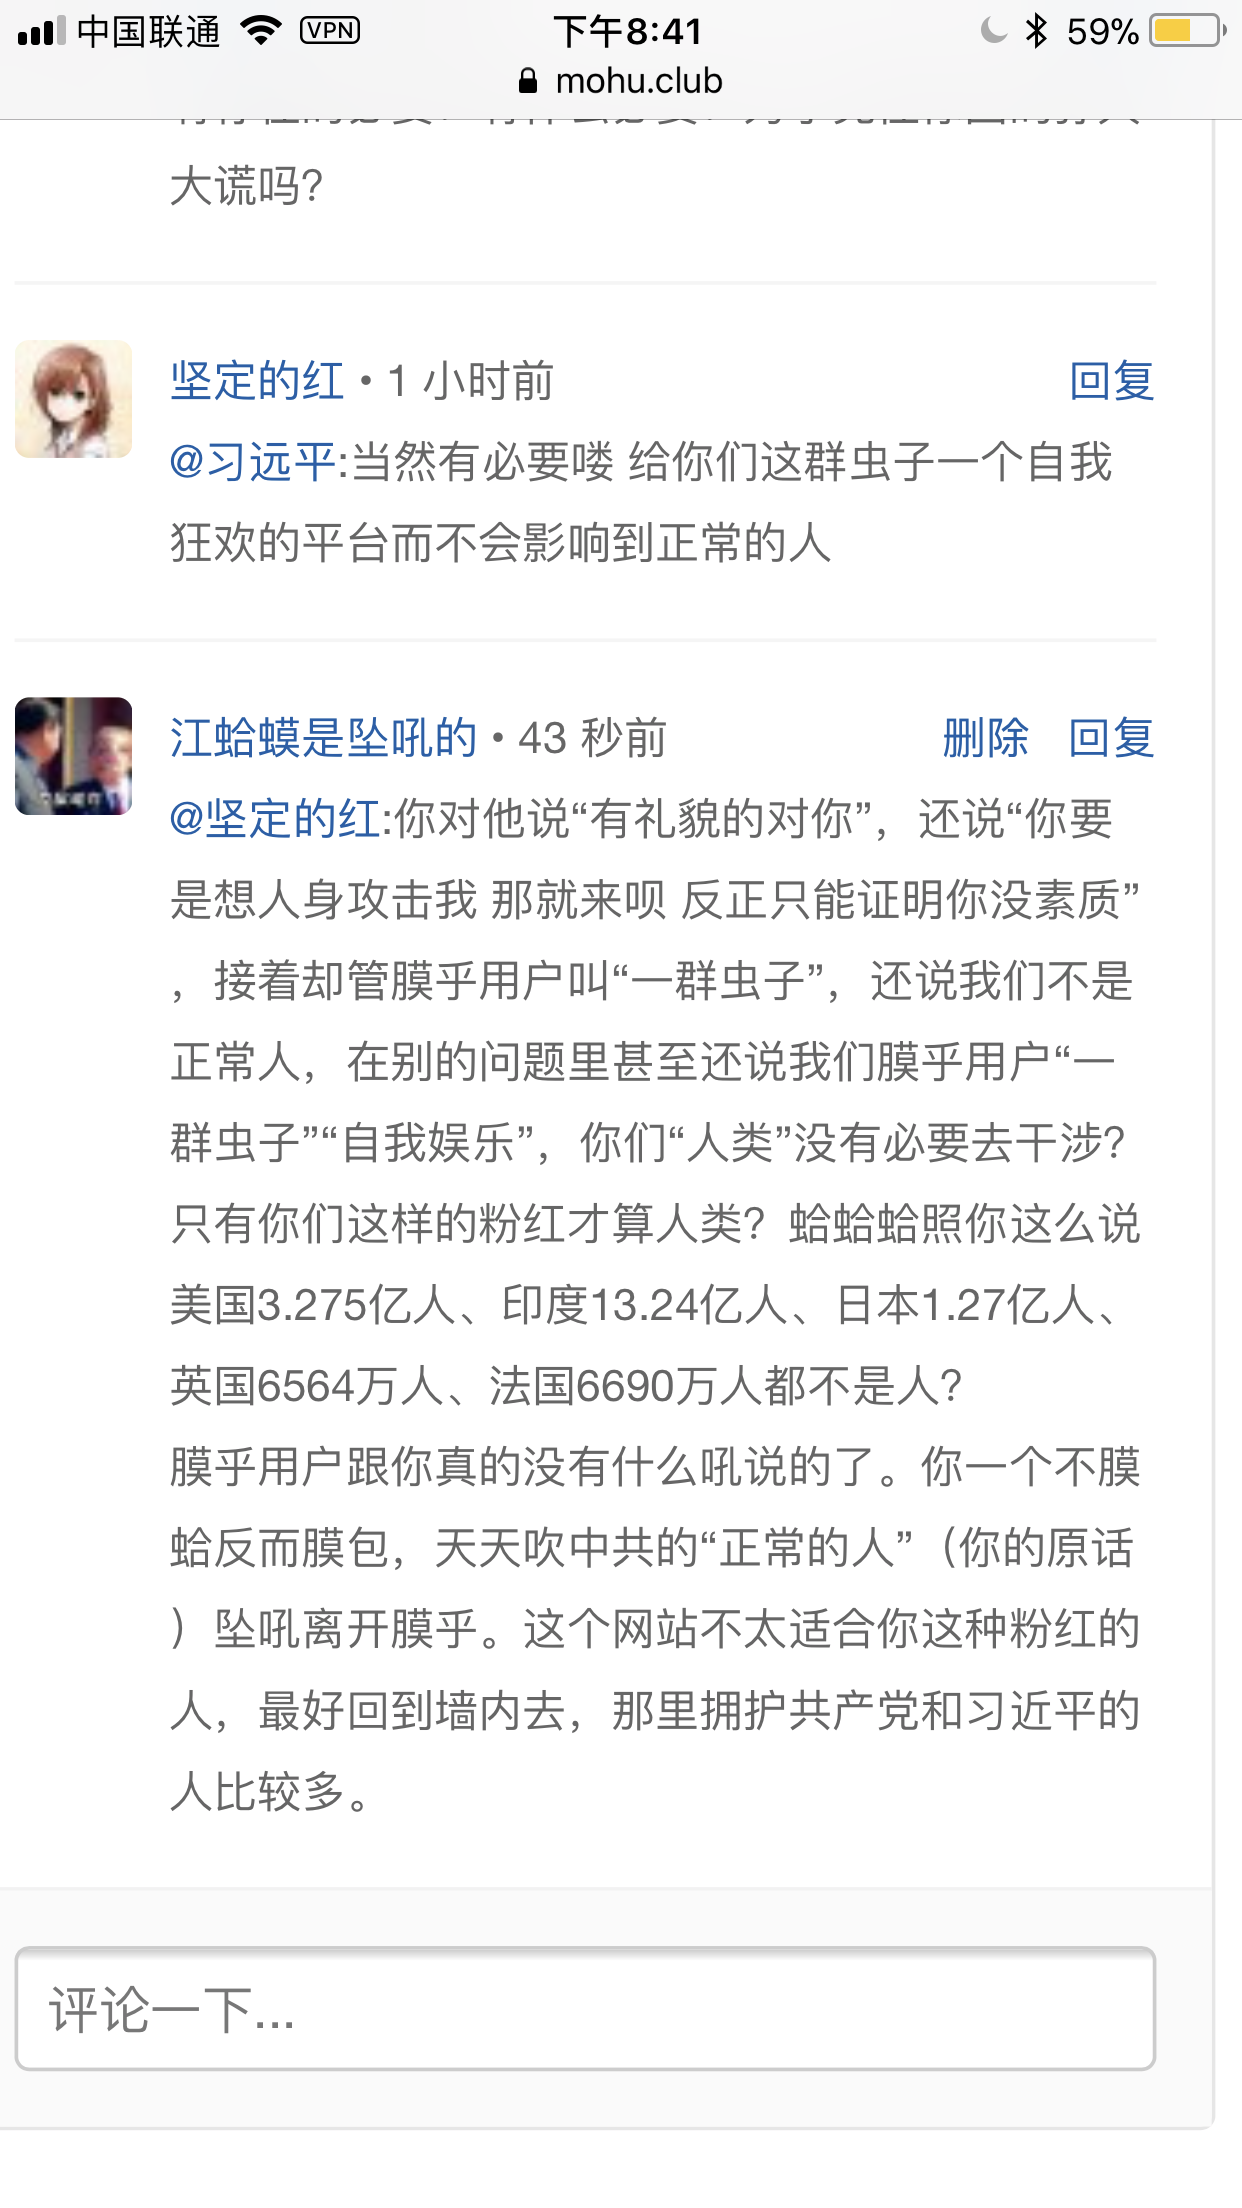 中国联通 VPN 下午8:41 59%
mohu.club
大谎吗?
坚定的红 • 1 小时前 回复
@习远平:当然有必要喽 给你们这群虫子一个自我
狂欢的平台而不会影响到正常的人
江蛤蟆是坠吼的 • 43 秒前 删除 回复
@坚定的红:你对他说“有礼貌的对你”，还说“你要
是想人身攻击我 那就来呗 反正只能证明你没素质”
，接着却管膜乎用户叫“一群虫子”，还说我们不是
正常人，在别的问题里甚至还说我们膜乎用户“一
群虫子”“自我娱乐”，你们“人类”没有必要去干涉?
只有你们这样的粉红才算人类？蛤蛤蛤照你这么说
美国3.275亿人、印度13.24亿人、日本1.27亿人、
英国6564万人、法国6690万人都不是人?
膜乎用户跟你真的没有什么吼说的了。你一个不膜
蛤反而膜包，天天吹中共的“正常的人”（你的原话
）坠吼离开膜乎。这个网站不太适合你这种粉红的
人，最好回到墙内去，那里拥护共产党和习近平的
人比较多。
评论一下...